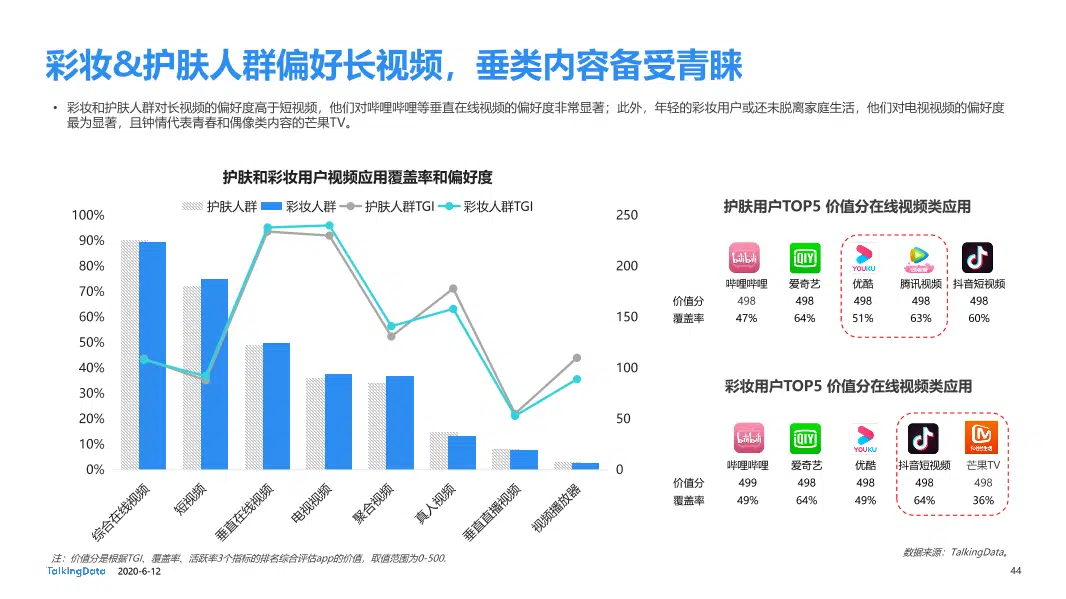 彩妆&护肤人群偏好长视频，垂类内容备受青睐
• 彩妆和护肤人群对长视频的偏好度高于短视频，他们对哔哩哔哩等垂直在线视频的偏好度非常显著；此外，年轻的彩妆用户或还未脱离家庭生活，他们对电视视频的偏好度
最为显著，且钟情代表青春和偶像类内容的芒果TV。
护肤和彩妆用户视频应用覆盖率和偏好度
护肤人群 彩妆人群 护肤人群TGI 彩妆人群TGI
100% 250
90%
80% 200
70%
60% 150
50%
40% 100
30%
20% 50
10%
0% 0
综合在线视频 短视频 垂直在线视频 电视视频 聚合视频 真人视频 垂直直播视频 视频播放器
护肤用户TOP5 价值分在线视频类应用
bilibili QIY YOUKU
哔哩哔哩 爱奇艺 优酷 腾讯视频 抖音短视频
价值分 498 498 498 498 498
覆盖率 47% 64% 51% 63% 60%
彩妆用户TOP5 价值分在线视频类应用
bilibili QIY YOUKU
哔哩哔哩 爱奇艺 优酷 抖音短视频 芒果TV
价值分 499 498 498 498 498
覆盖率 49% 64% 49% 64% 36%
注：价值分是根据TGI、覆盖率、活跃率3个指标的排名综合评估app的价值，取值范围为0-500.
数据来源：TalkingData。
TalkingData 2020-6-12
44